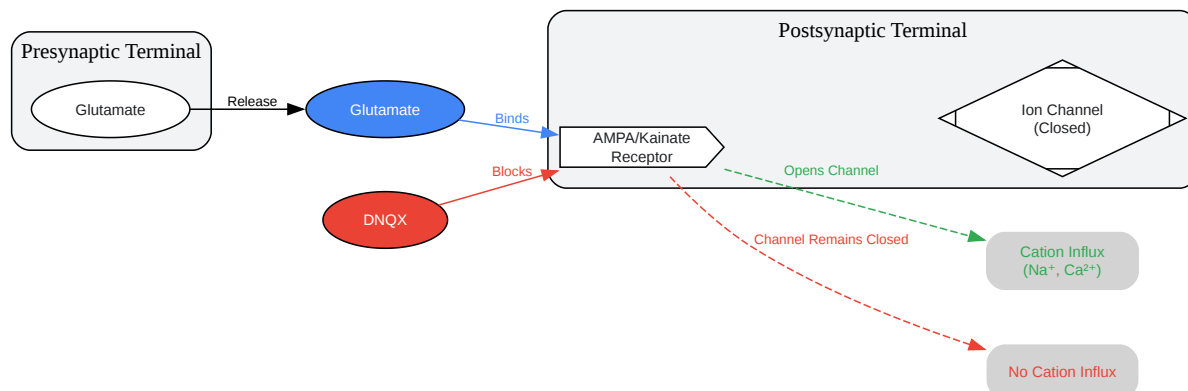 Presynaptic Terminal
Postsynaptic Terminal
Glutamate
Release
Glutamate
Binds
AMPA/Kainate
Receptor
Ion Channel
(Closed)
Blocks
DNQX
Opens Channel
Channel Remains Closed
Cation Influx
(Na⁺, Ca²⁺)
No Cation Influx